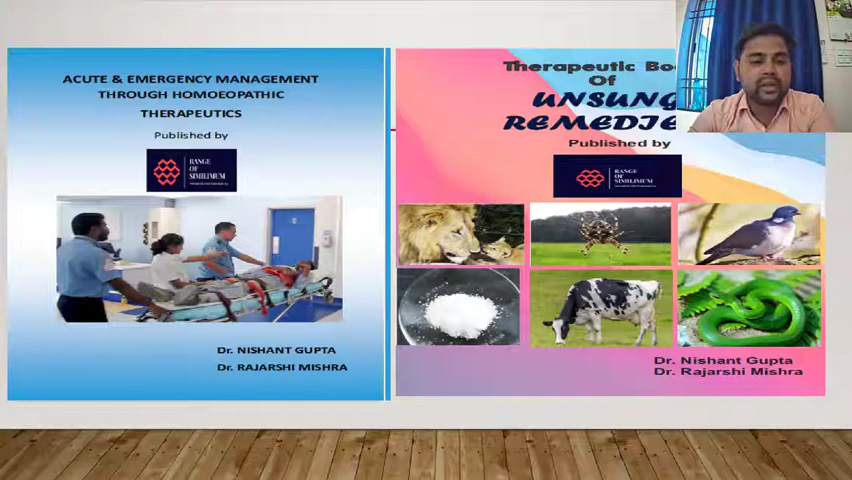 ACUTE & EMERGENCY MANAGEMENT
THROUGH HOMOEOPATHIC
THERAPEUTICS
Published by
RANGE
OF
SIMILIMUM
Dr. NISHANT GUPTA
Dr. RAJARSHI MISHRA
Therapeutic
Of
Published by
RANGE
OF
SIMILIMUM
Dr. Nishant Gupta
Dr. Rajarshi Mishra